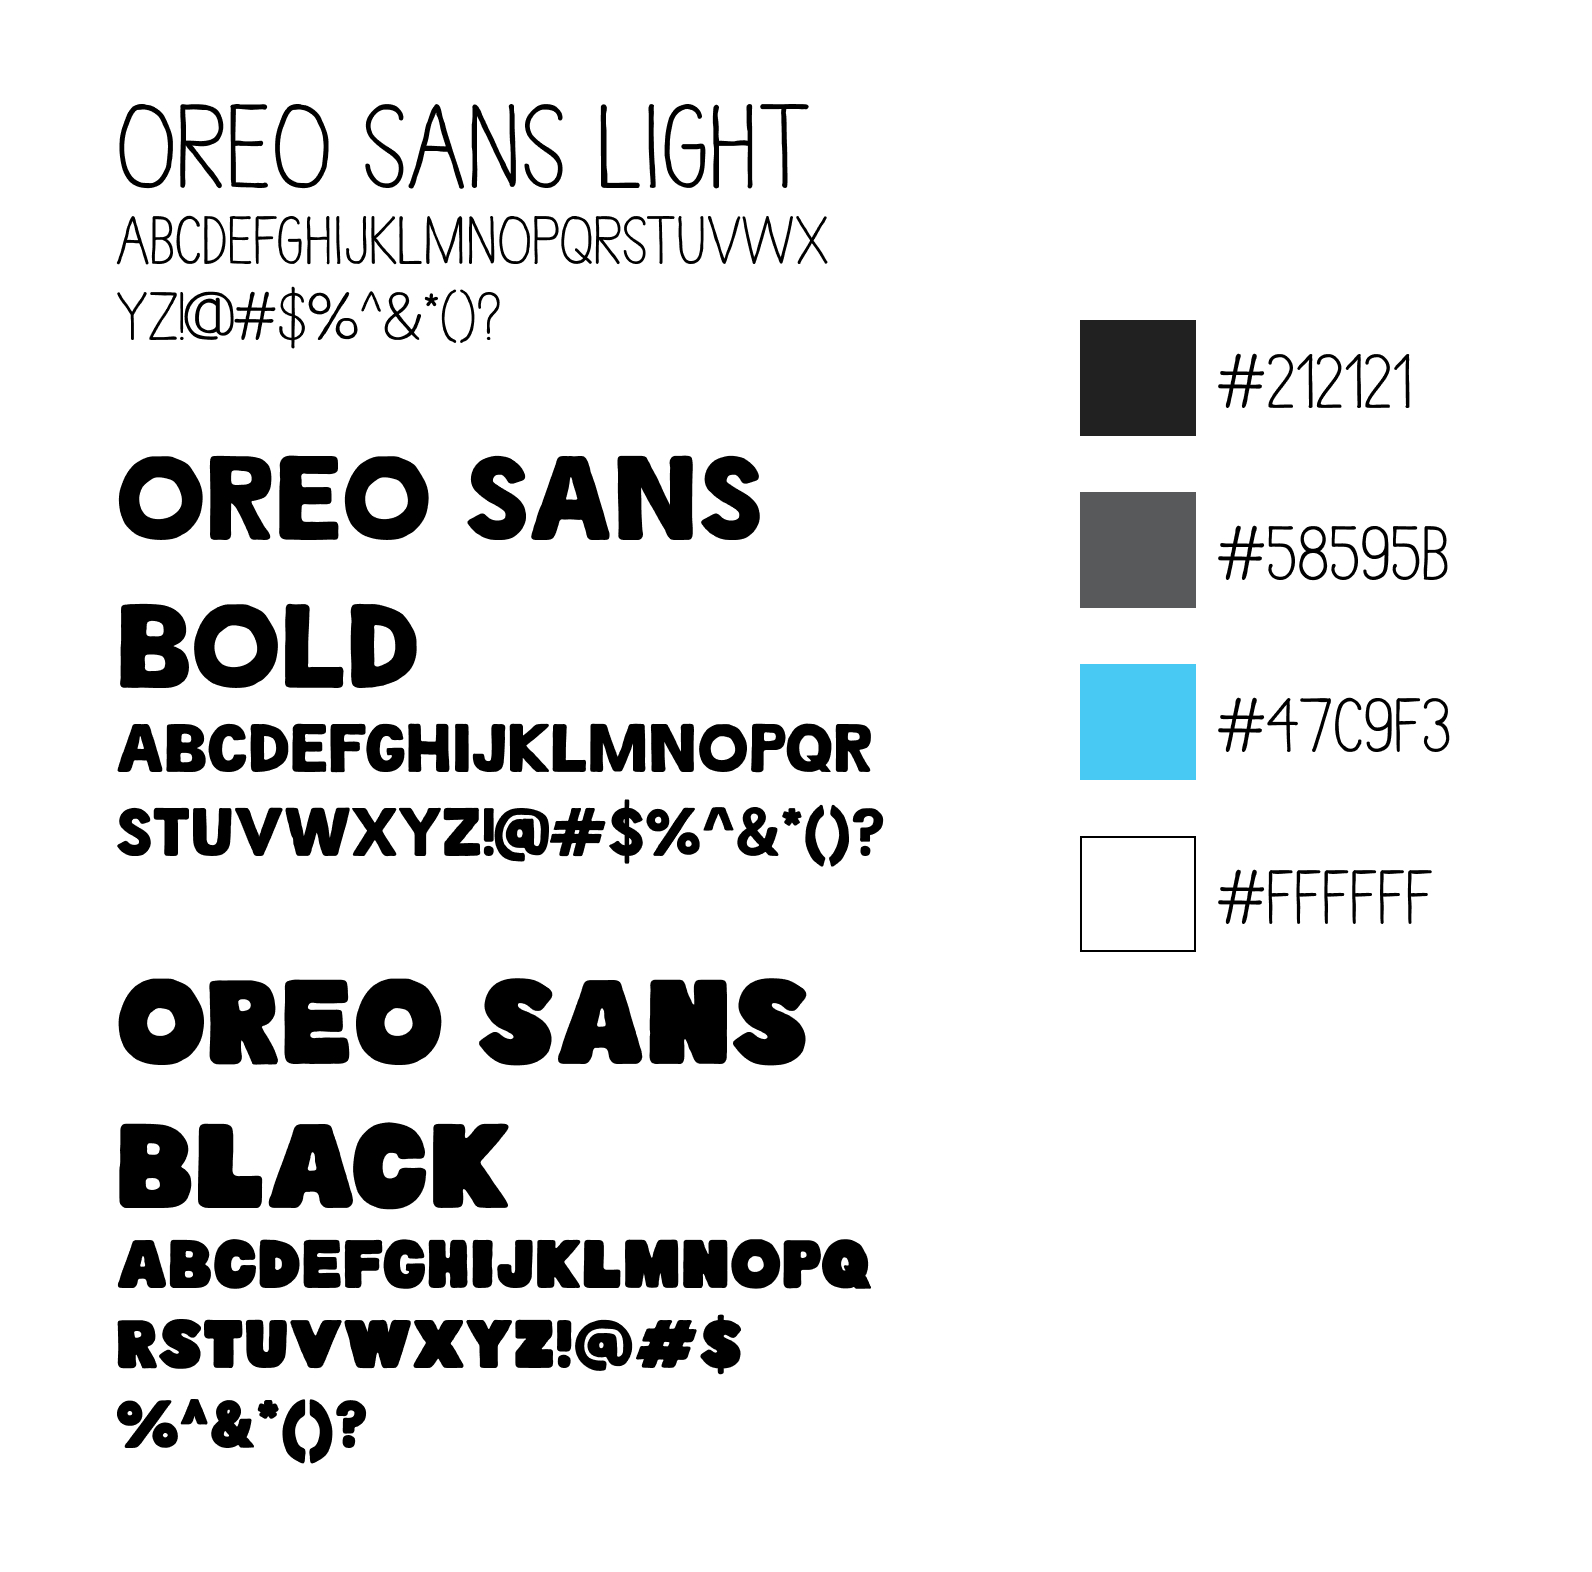 OREO SANS LIGHT
ABCDEFGHIJKLMNOPQRSTUVWX
YZ!@#$%^&*()?
OREO SANS
BOLD
ABCDEFGHIJKLMNOPQR
STUVWXYZ!@#$%^&*()?
OREO SANS
BLACK
ABCDEFGHIJKLMNOPQ
RSTUVWXYZ!@#$
%^&*()?
#212121
#58595B
#47C9F3
#FFFFFF